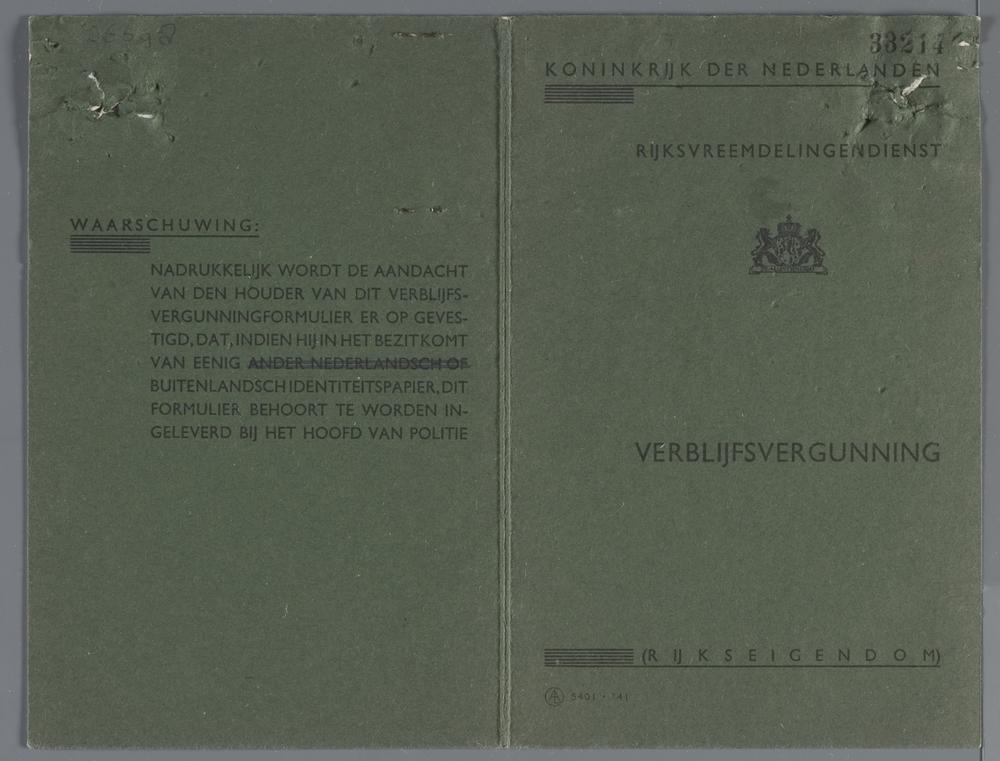 26598
WAARSCHUWING:
NADRUKKELIJK WORDT DE AANDACHT
VAN DEN HOUDER VAN DIT VERBLIJFS-
VERGUNNINGFORMULIER ER OP GEVES-
TIGD, DAT, INDIEN HIJ IN HET BEZIT KOMT
VAN EENIG ANDER NEDERLANDSCH OF
BUITENLANDSCH IDENTITEITSPAPIER, DIT
FORMULIER BEHOORT TE WORDEN IN-
GELEVERD BIJ HET HOOFD VAN POLITIE
33214
KONINKRIJK DER NEDERLANDEN
RIJKSVREEMDELINGENDIENST
VERBLIJFSVERGUNNING
(RIJKSEIGENDOM)
5401 - '41